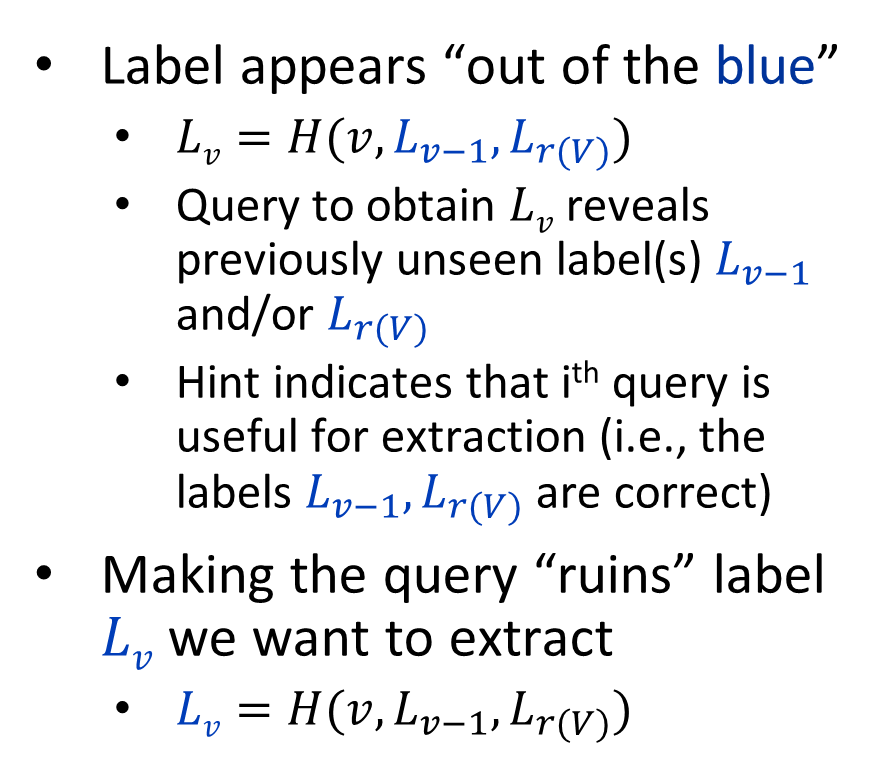 • Label appears “out of the blue”
• L_v = H(v, L_{v−1}, L_{r(V)})
• Query to obtain L_v reveals
previously unseen label(s) L_{v−1}
and/or L_{r(V)}
• Hint indicates that i^{th} query is
useful for extraction (i.e., the
labels L_{v−1}, L_{r(V)} are correct)
• Making the query “ruins” label
L_v we want to extract
• L_v = H(v, L_{v−1}, L_{r(V)})